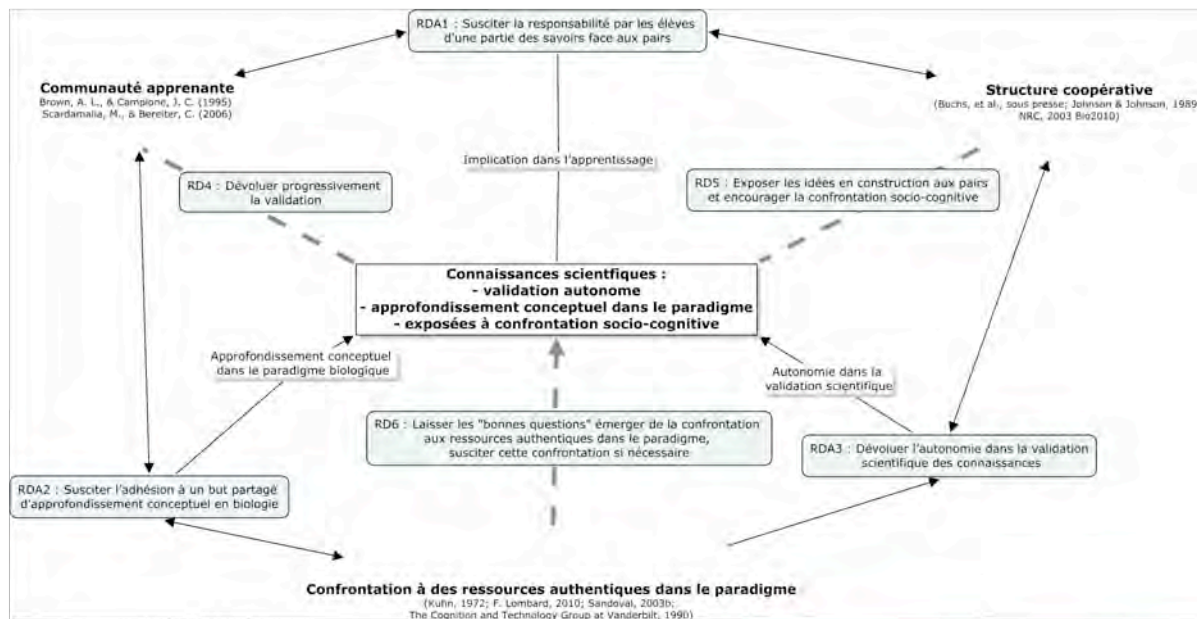 RDA1 : Susciter la responsabilité par les élèves
d'une partie des savoirs face aux pairs
Communauté apprenante
Brown, A. L., & Campione, J. C. (1995)
Scardamalia, M., & Bereiter, C. (2006)
Structure coopérative
(Buchs, et al., sous presse; Johnson & Johnson, 1989
NRC, 2003 Bio2010)
Implication dans l'apprentissage
RD4 : Dévoluer progressivement
la validation
RD5 : Exposer les idées en construction aux pairs
et encourager la confrontation socio-cognitive
Connaissances scientfiques :
- validation autonome
- approfondissement conceptuel dans le paradigme
- exposées à confrontation socio-cognitive
Approfondissement conceptuel
dans le paradigme biologique
Autonomie dans la
validation scientifique
RD6 : Laisser les "bonnes questions" émerger de la confrontation
aux ressources authentiques dans le paradigme,
susciter cette confrontation si nécessaire
RDA3 : Dévoluer l'autonomie dans la validation
scientifique des connaissances
RDA2 : Susciter l'adhésion à un but partagé
d'approfondissement conceptuel en biologie
Confrontation à des ressources authentiques dans le paradigme
(Kuhn, 1972; F. Lombard, 2010; Sandoval, 2003b;
The Cognition and Technology Group at Vanderbilt, 1990)